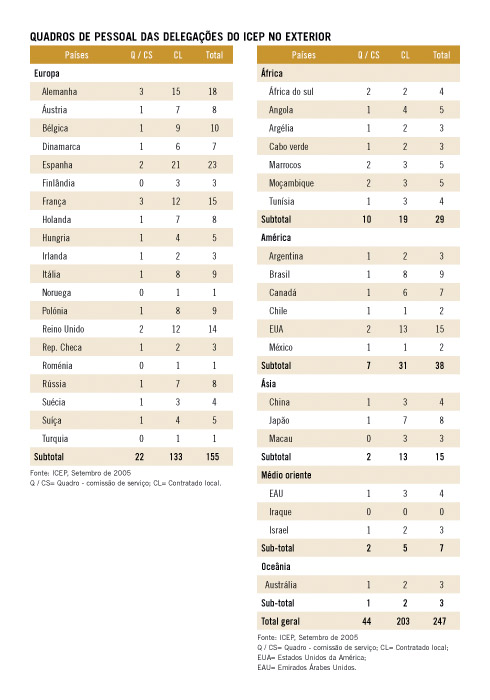 QUADROS DE PESSOAL DAS DELEGAÇÕES DO ICEP NO EXTERIOR
Países Q / CS CL Total
Europa
Alemanha 3 15 18
Áustria 1 7 8
Bélgica 1 9 10
Dinamarca 1 6 7
Espanha 2 21 23
Finlândia 0 3 3
França 3 12 15
Holanda 1 7 8
Hungria 1 4 5
Irlanda 1 2 3
Itália 1 8 9
Noruega 0 1 1
Polónia 1 8 9
Reino Unido 2 12 14
Rep. Checa 1 2 3
Roménia 0 1 1
Rússia 1 7 8
Suécia 1 3 4
Suíça 1 4 5
Turquia 0 1 1
Subtotal 22 133 155
Fonte: ICEP, Setembro de 2005
Q / CS= Quadro - comissão de serviço; CL= Contratado local.
Países Q / CS CL Total
África
África do sul 2 2 4
Angola 1 4 5
Argélia 1 2 3
Cabo verde 1 2 3
Marrocos 2 3 5
Moçambique 2 3 5
Tunísia 1 3 4
Subtotal 10 19 29
América
Argentina 1 2 3
Brasil 1 8 9
Canadá 1 6 7
Chile 1 1 2
EUA 2 13 15
México 1 1 2
Subtotal 7 31 38
Ásia
China 1 3 4
Japão 1 7 8
Macau 0 3 3
Subtotal 2 13 15
Médio oriente
EAU 1 3 4
Iraque 0 0 0
Israel 1 2 3
Sub-total 2 5 7
Oceânia
Austrália 1 2 3
Sub-total 1 2 3
Total geral 44 203 247
Fonte: ICEP, Setembro de 2005
Q / CS= Quadro - comissão de serviço; CL= Contratado local;
EUA= Estados Unidos da América;
EAU= Emirados Árabes Unidos.